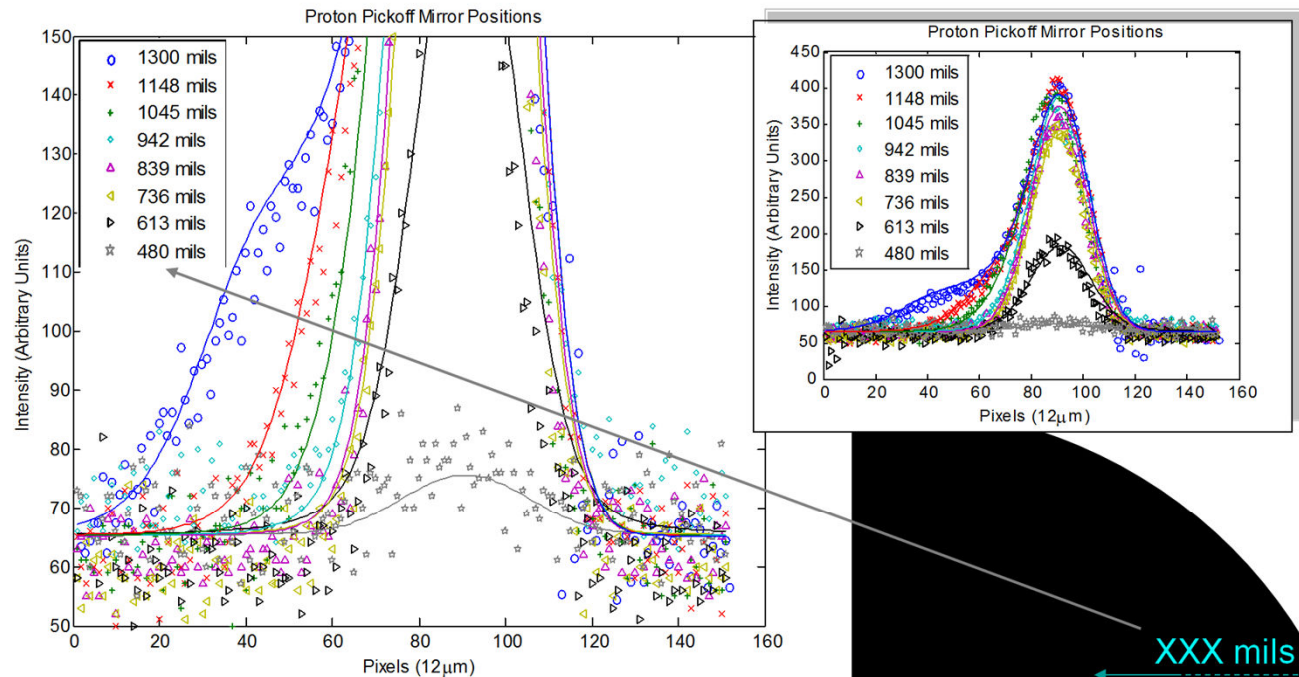 Proton Pickoff Mirror Positions
150
140
130
120
110
100
90
80
70
60
50
Intensity (Arbitrary Units)
1300 mils
1148 mils
1045 mils
942 mils
839 mils
736 mils
613 mils
480 mils
0 20 40 60 80 100 120 140 160
Pixels (12μm)
Proton Pickoff Mirror Positions
450
400
350
300
250
200
150
100
50
0
Intensity (Arbitrary Units)
1300 mils
1148 mils
1045 mils
942 mils
839 mils
736 mils
613 mils
480 mils
0 20 40 60 80 100 120 140 160
Pixels (12μm)
XXX mils